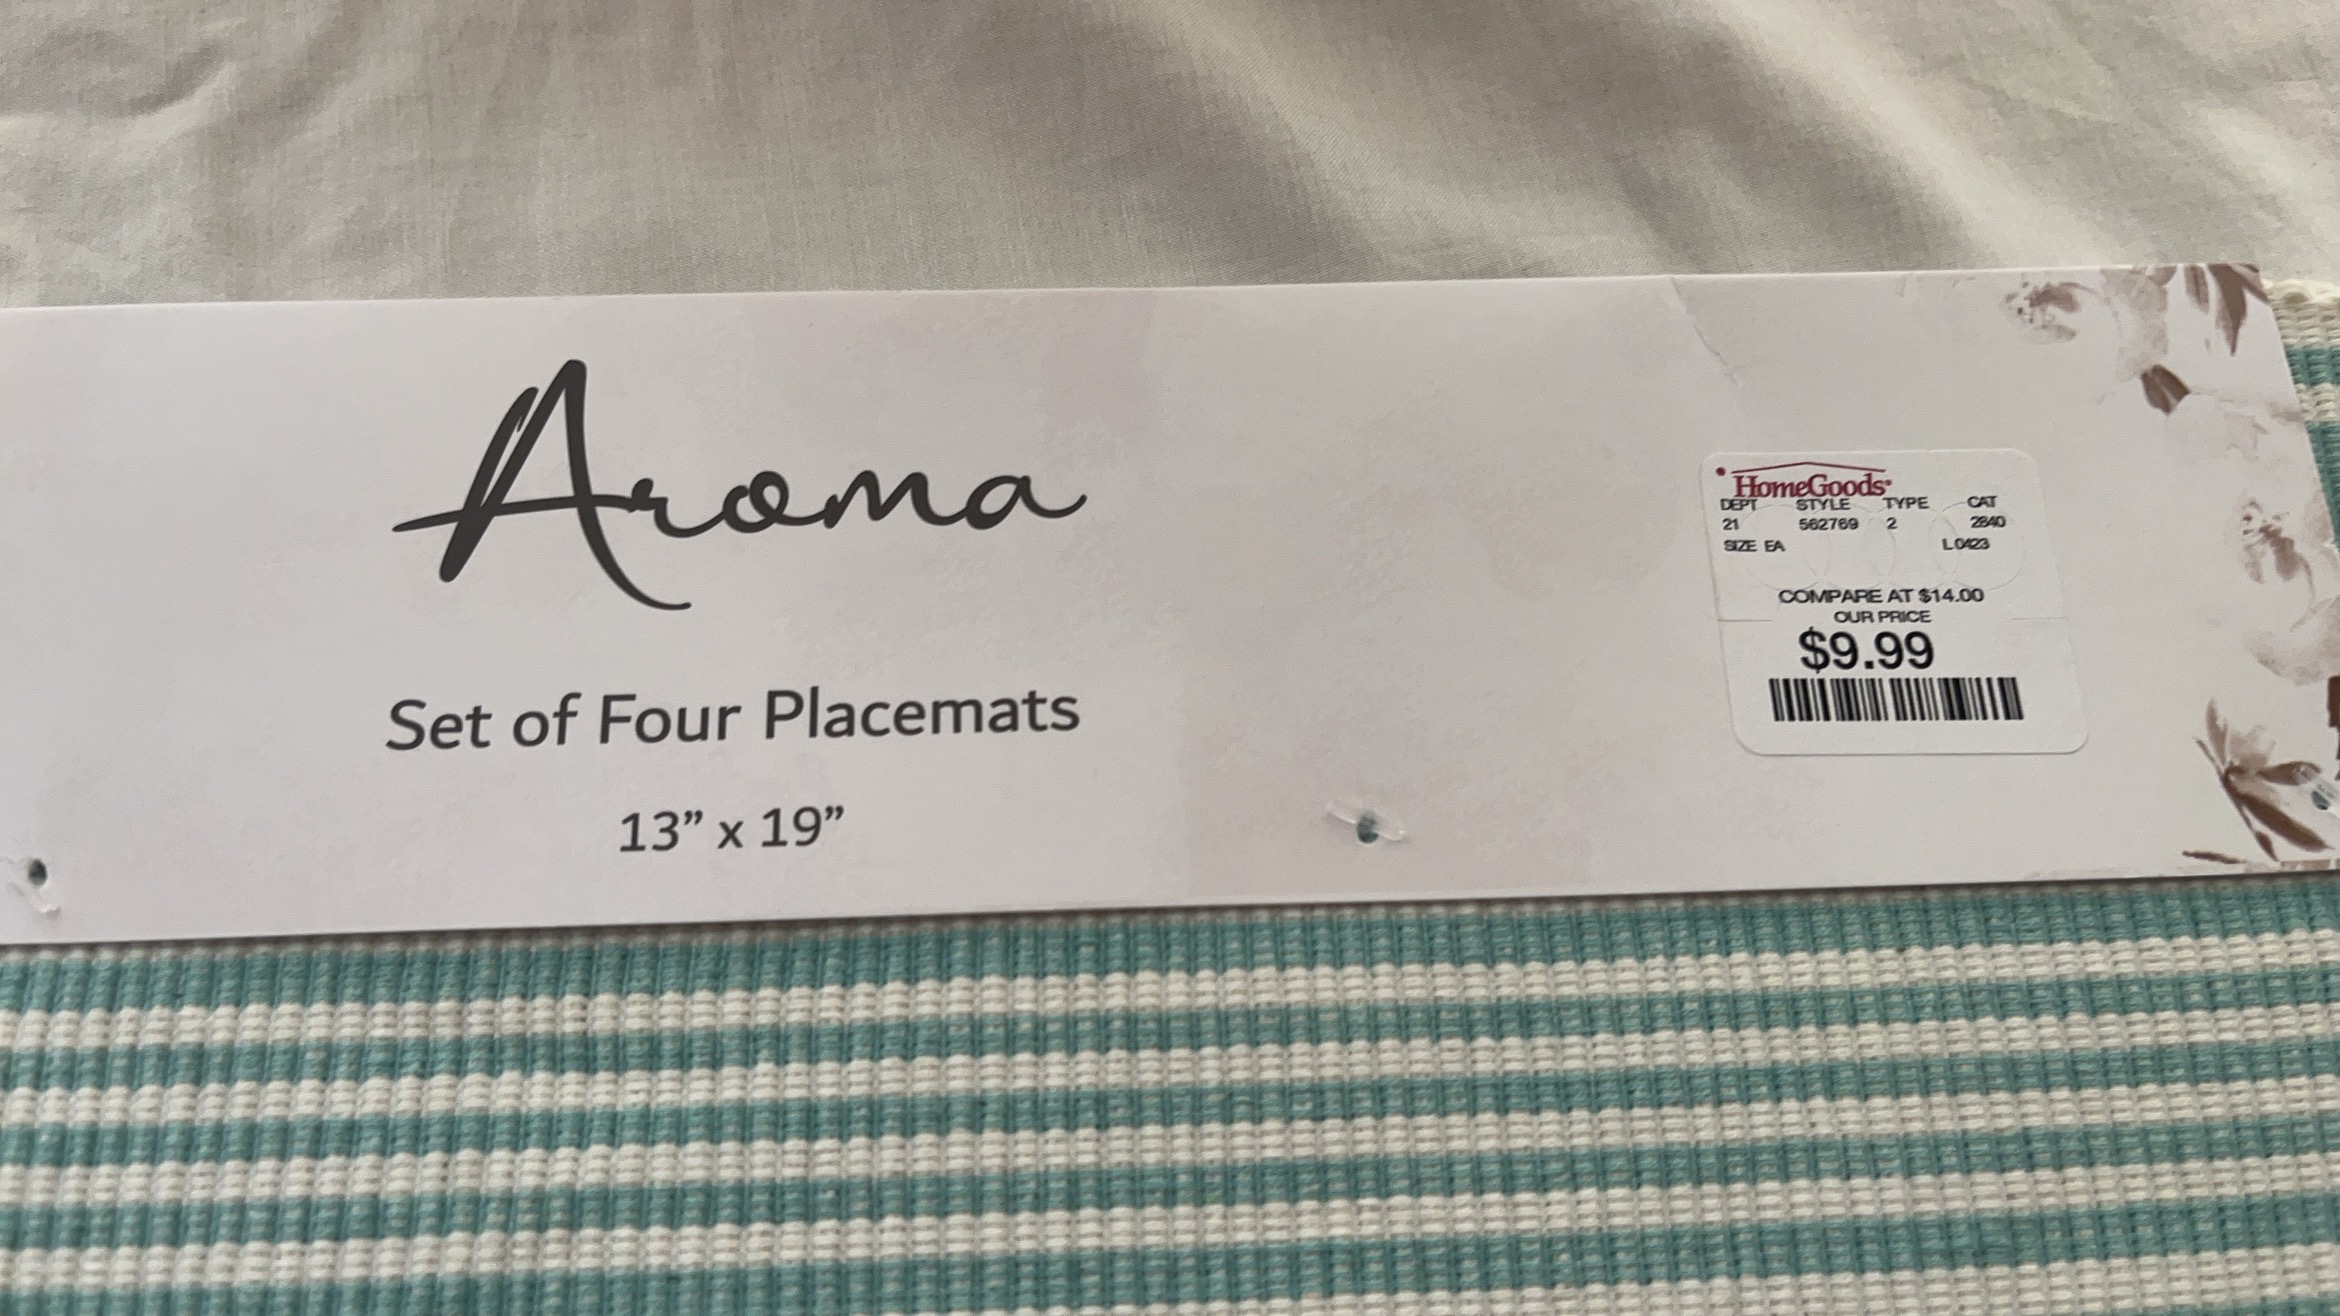 Aroma
Set of Four Placemats
13” x 19”
HomeGoods®
DEPT STYLE TYPE CAT
21 562769 2 2840
SIZE EA L0423
COMPARE AT $14.00
OUR PRICE
$9.99